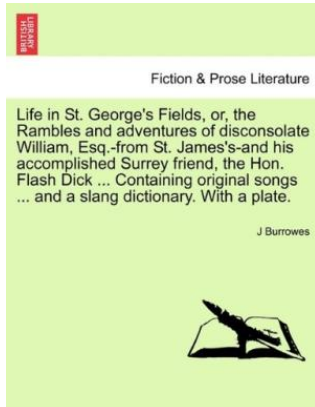 BRITISH
LIBRARY
Fiction & Prose Literature
Life in St. George's Fields, or, the
Rambles and adventures of disconsolate
William, Esq.-from St. James's-and his
accomplished Surrey friend, the Hon.
Flash Dick ... Containing original songs
... and a slang dictionary. With a plate.
J Burrowes